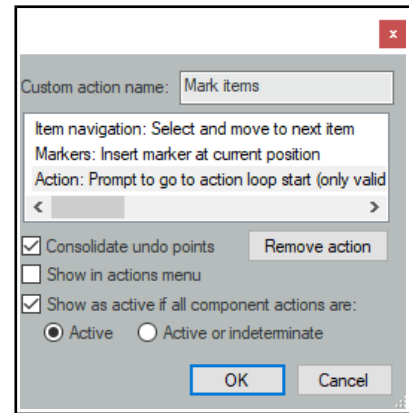 x
Custom action name: Mark items
Item navigation: Select and move to next item
Markers: Insert marker at current position
Action: Prompt to go to action loop start (only valid
Consolidate undo points Remove action
Show in actions menu
Show as active if all component actions are:
Active Active or indeterminate
OK Cancel